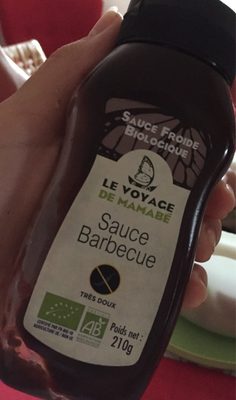 SAUCE FROIDE
BIOLOGIQUE
LE VOYAGE
DE MAMABÉ
Sauce
Barbecue
TRÈS DOUX
AB
Poids net :
210g